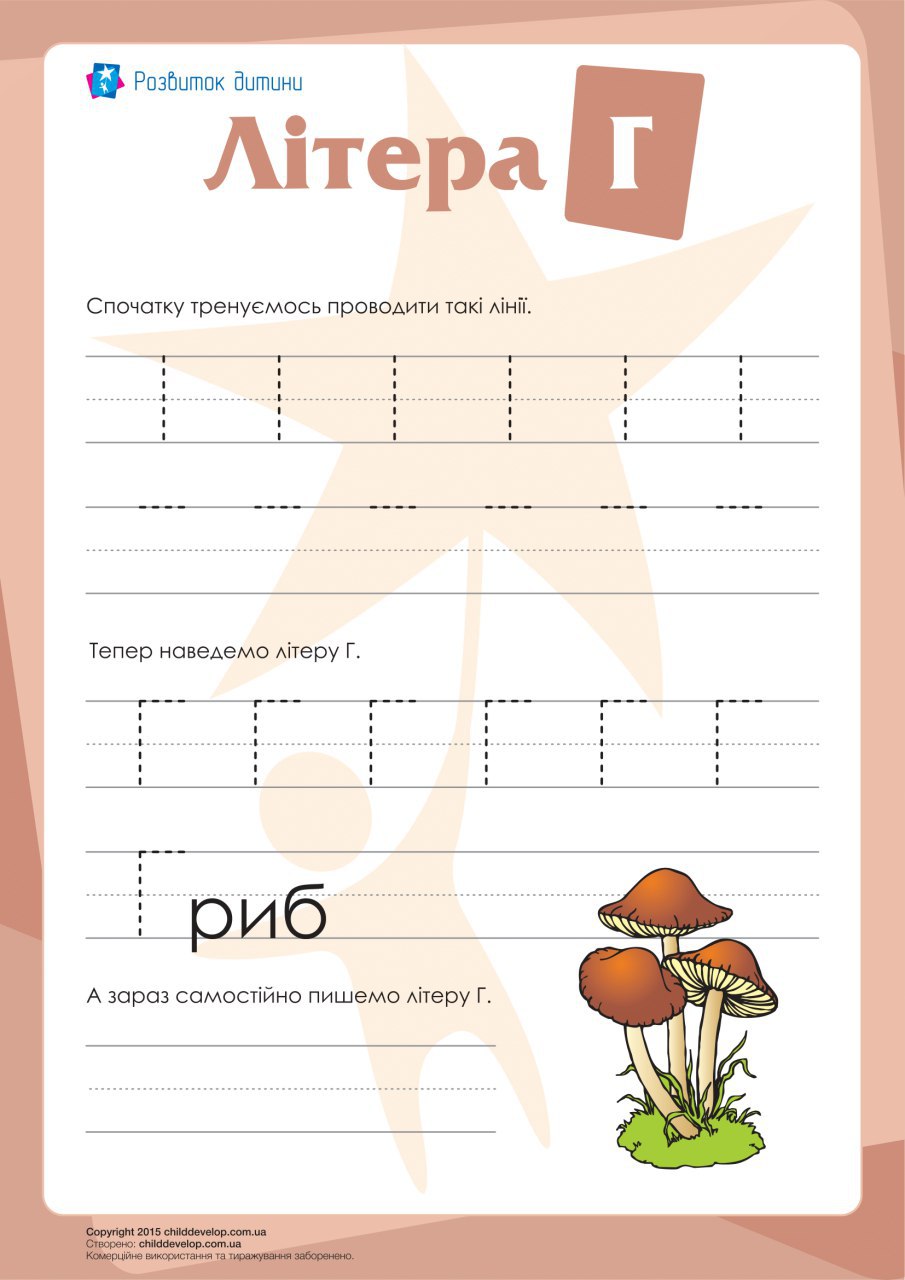 Розвиток дитини
Літера Г
Спочатку тренуємось проводити такі лінії.
Тепер наведемо літеру Г.
Г Г Г Г Г Г
Гриб
А зараз самостійно пишемо літеру Г.
Copyright 2015 childdevelop.com.ua
Створено: childdevelop.com.ua
Комерційне використання та тиражування заборонено.